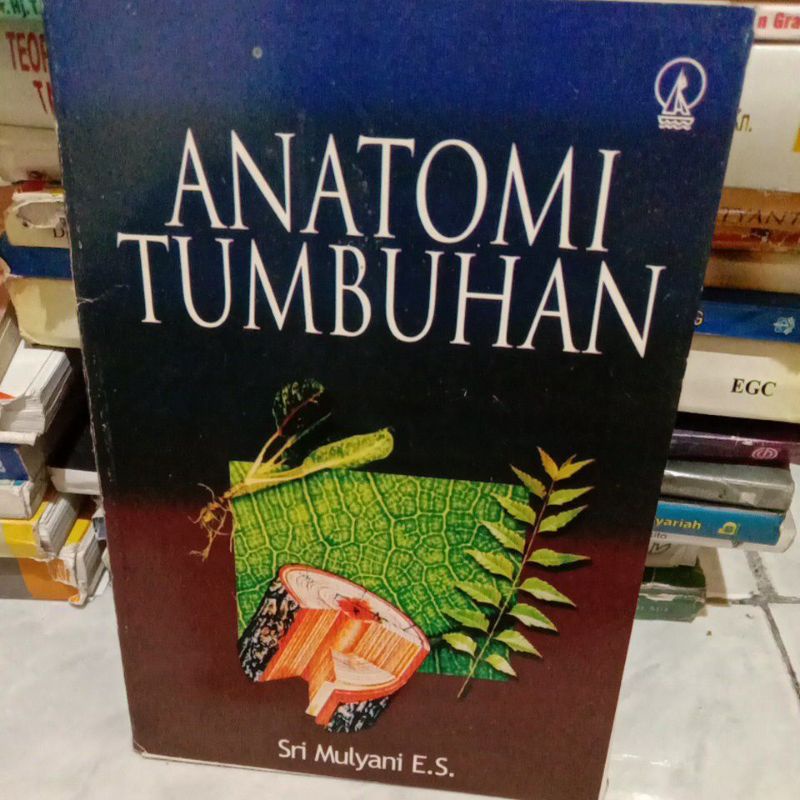 ANATOMI
TUMBUHAN
Sri Mulyani E.S.
EGC